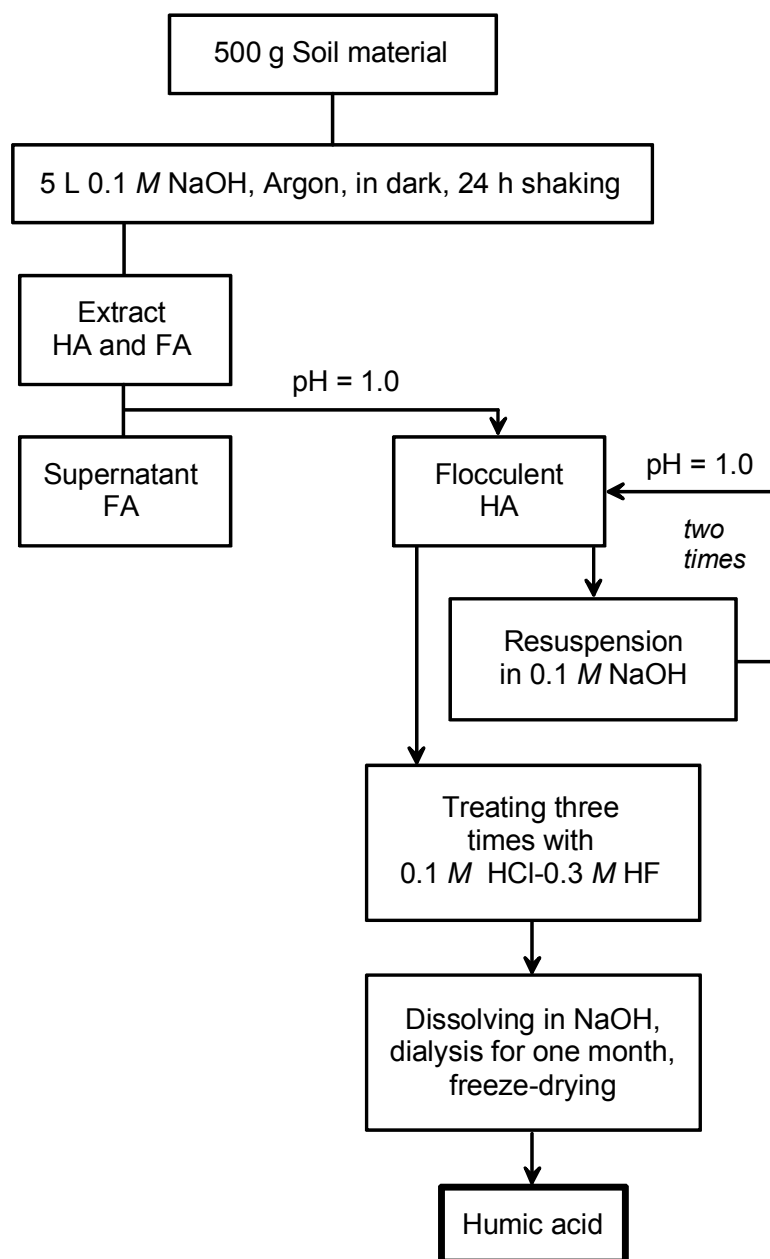 500 g Soil material
5 L 0.1 M NaOH, Argon, in dark, 24 h shaking
Extract
HA and FA
pH = 1.0
Supernatant
FA
Flocculent
HA
pH = 1.0
two
times
Resuspension
in 0.1 M NaOH
Treating three
times with
0.1 M HCl-0.3 M HF
Dissolving in NaOH,
dialysis for one month,
freeze-drying
Humic acid